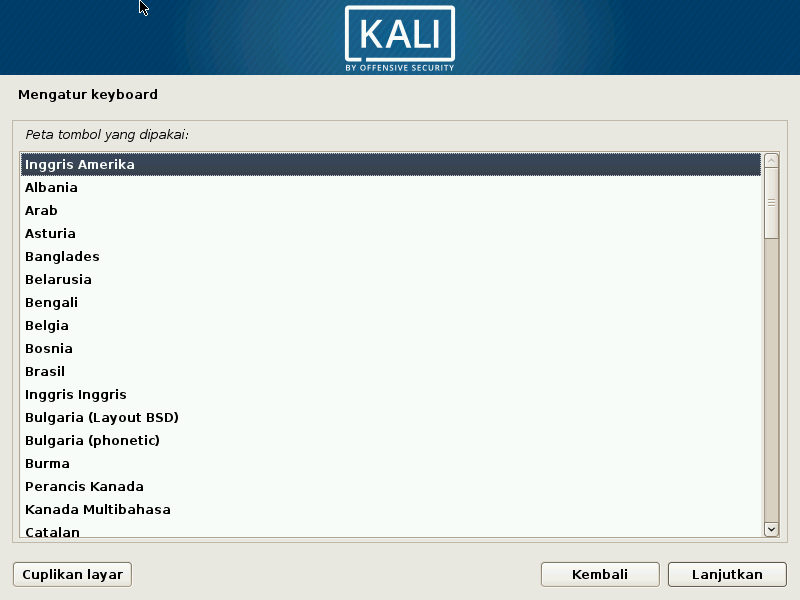 KALI
BY OFFENSIVE SECURITY
Mengatur keyboard
Peta tombol yang dipakai:
Inggris Amerika
Albania
Arab
Asturia
Banglades
Belarusia
Bengali
Belgia
Bosnia
Brasil
Inggris Inggris
Bulgaria (Layout BSD)
Bulgaria (phonetic)
Burma
Perancis Kanada
Kanada Multibahasa
Catalan
Cuplikan layar
Kembali
Lanjutkan